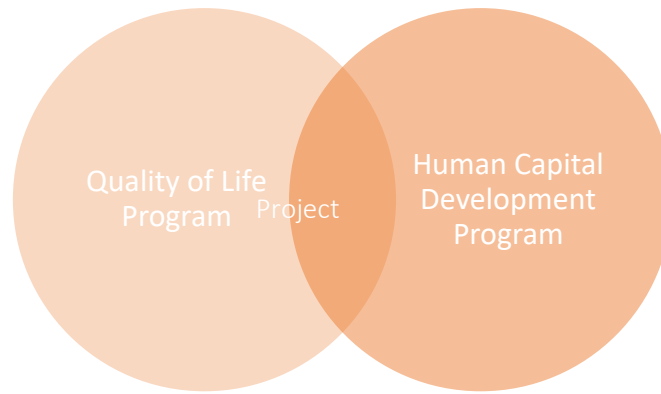 Quality of Life
Program
Project
Human Capital
Development
Program